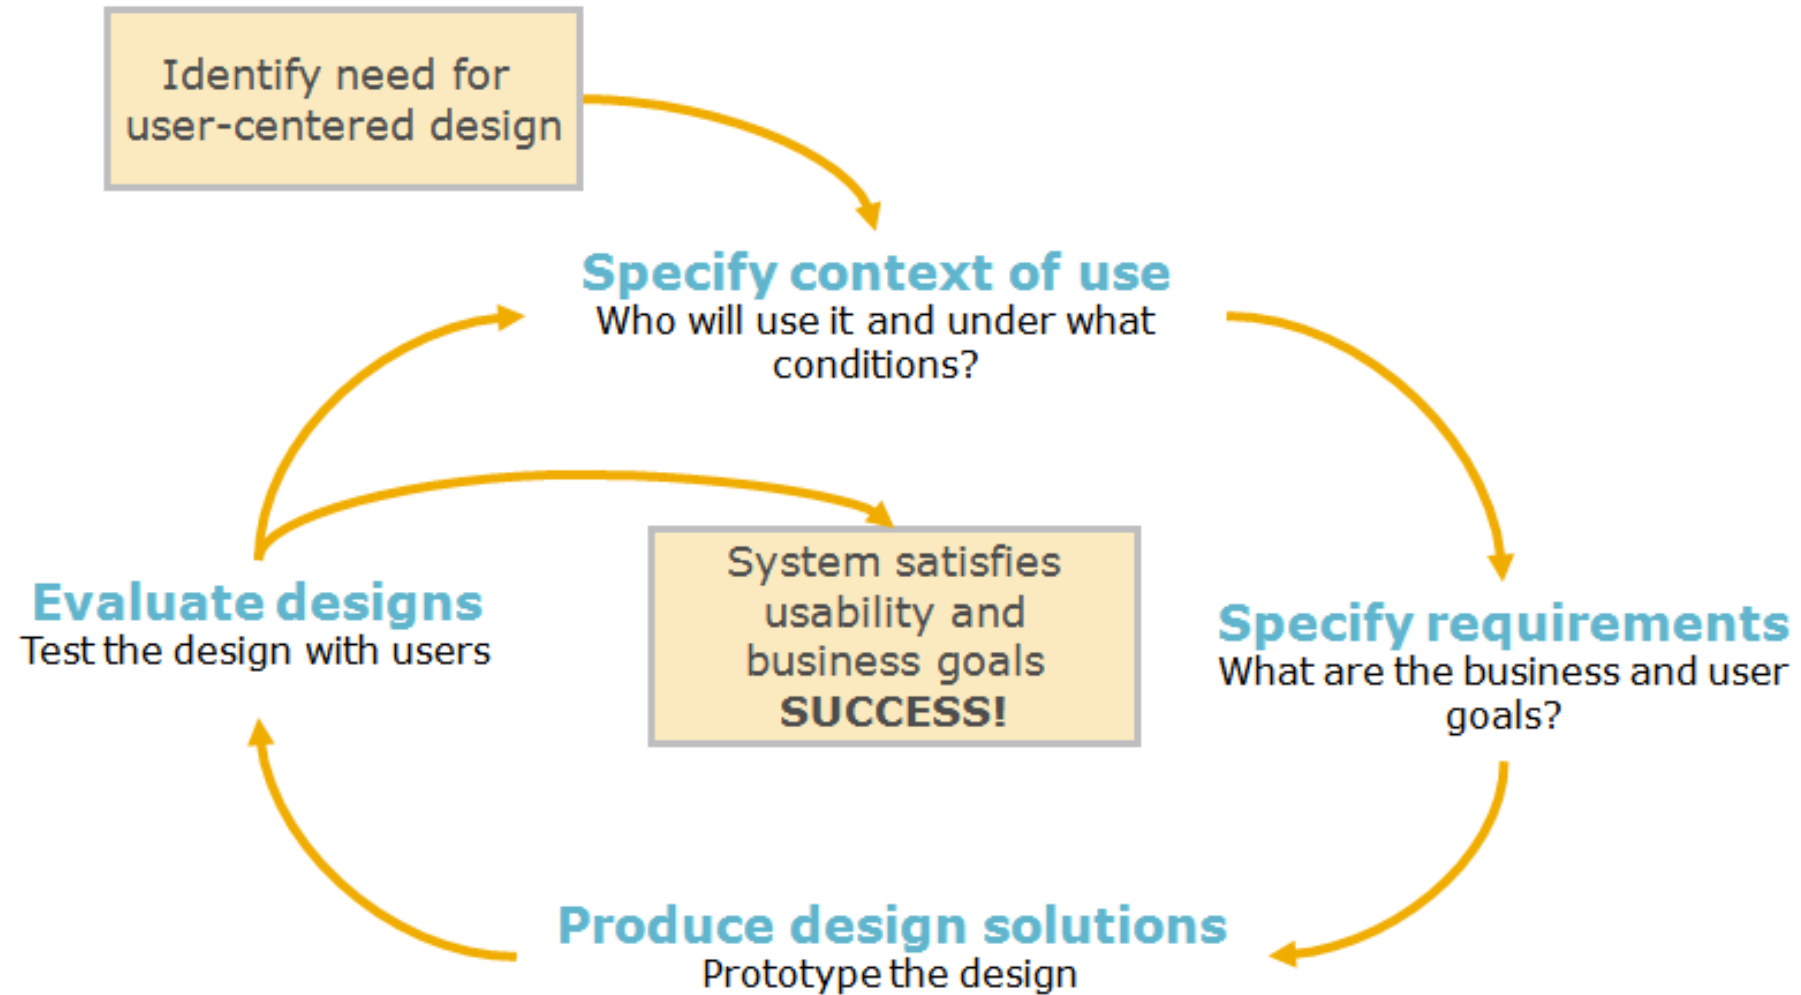 Identify need for
user-centered design
Specify context of use
Who will use it and under what
conditions?
Specify requirements
What are the business and user
goals?
Produce design solutions
Prototype the design
Evaluate designs
Test the design with users
System satisfies
usability and
business goals
SUCCESS!